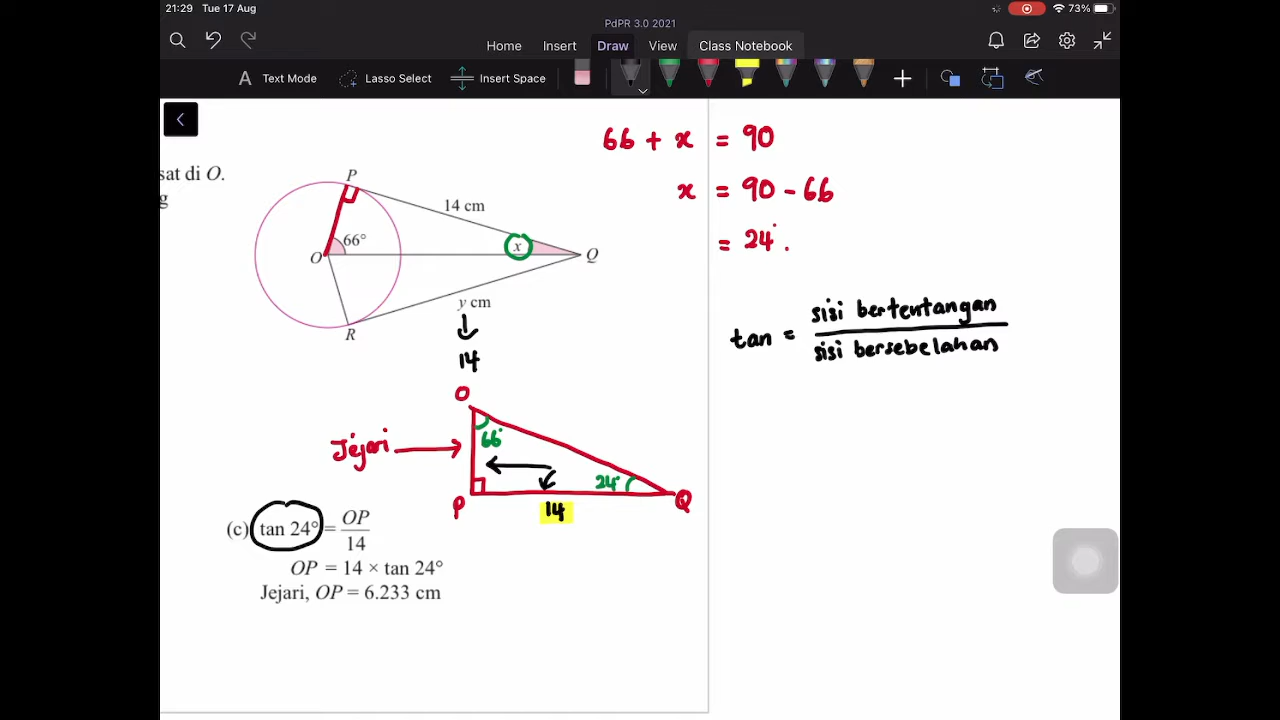 21:29 Tue 17 Aug
73%
PdPR 3.0 2021
Home Insert Draw View Class Notebook
Text Mode Lasso Select Insert Space
sat di O.
g
P
14 cm
66°
x
O
Q
y cm
R
14
66 + x = 90
x = 90 - 66
= 24°.
tan = sisi bertentangan
sisi bersebelahan
O
Jejari
66°
24°
P
14
Q
(c) tan 24° = OP
14
OP = 14 × tan 24°
Jejari, OP = 6.233 cm